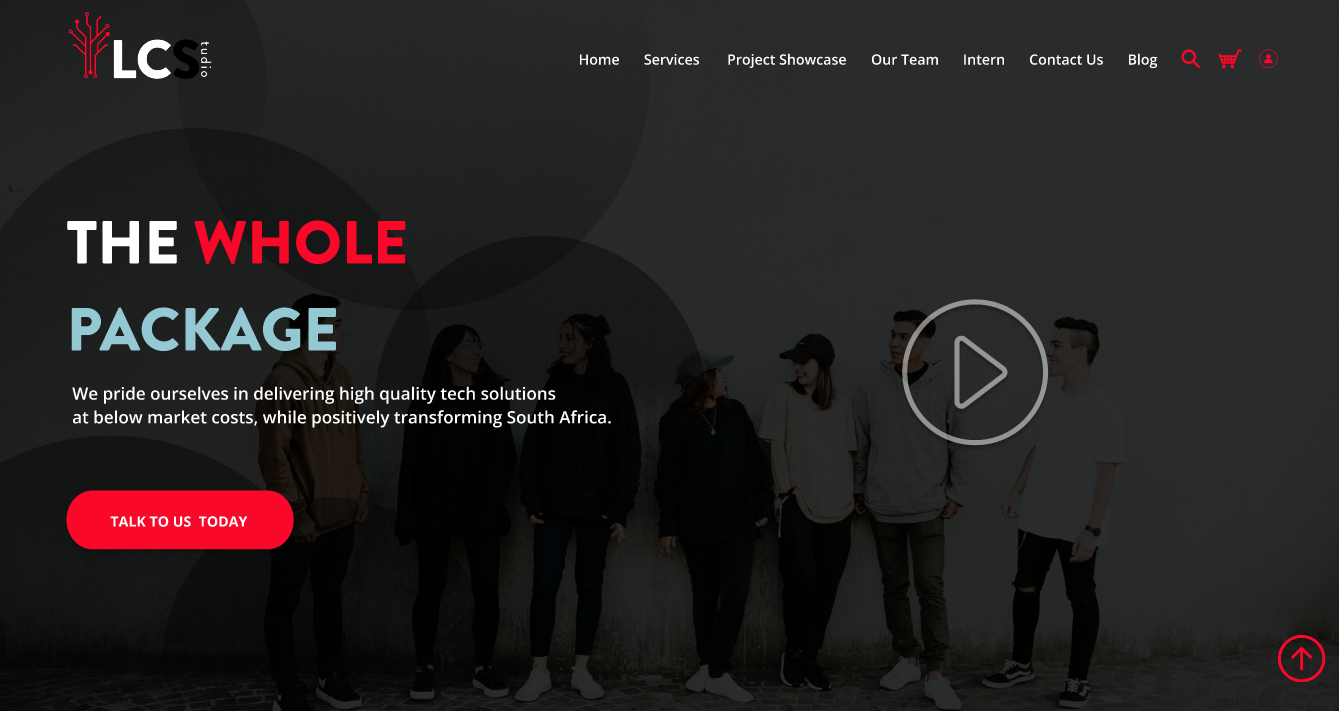 LCS
tudio
Home Services Project Showcase Our Team Intern Contact Us Blog
THE WHOLE
PACKAGE
We pride ourselves in delivering high quality tech solutions
at below market costs, while positively transforming South Africa.
TALK TO US TODAY